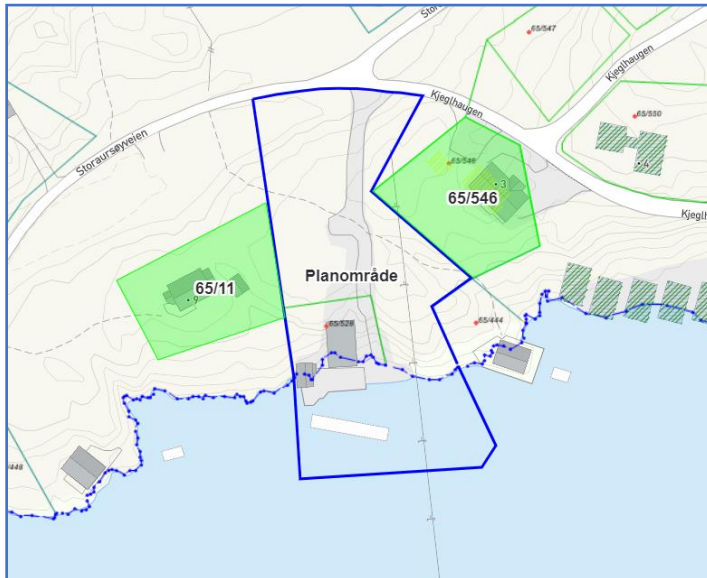 Storaursøyveien
65/547
Kjeglhaugen
Kjeglhaugen
65/550
4
65/546
3
65/546
Kjeglh
Storaursøyveien
Planområde
65/11
9
65/528
65/444
/448